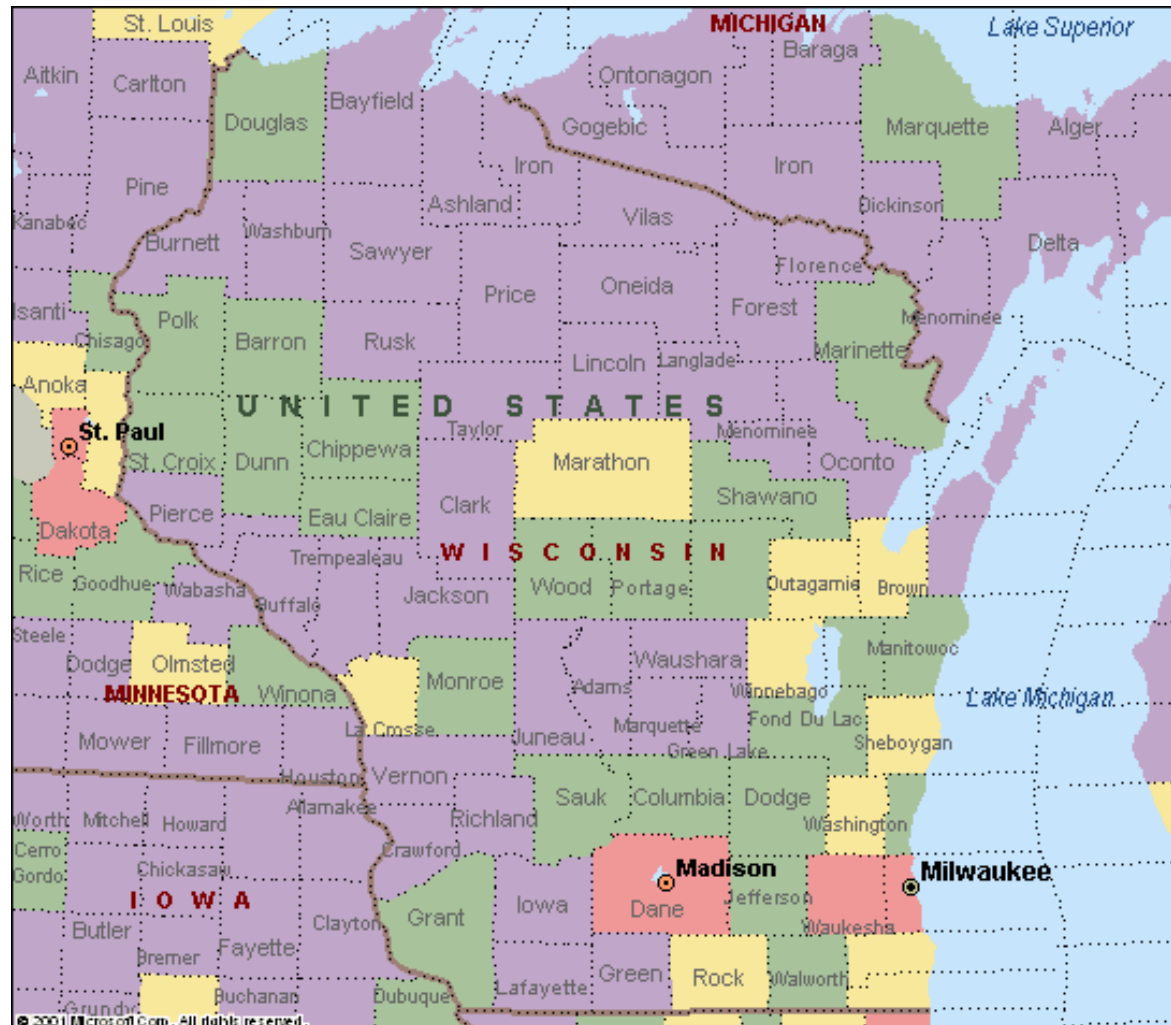 St. Louis
MICHIGAN
Lake Superior
Baraga
Aitkin
Carlton
Ontonagon
Bayfield
Douglas
Gogebic
Marquette
Alger
Iron
Iron
Pine
Ashland
Dickinson
Kanabec
Vilas
Burnett
Washburn
Delta
Sawyer
Florence
Oneida
Price
Forest
Isanti
Polk
Menominee
Chisago
Barron
Rusk
Marinette
Lincoln
Langlade
Anoka
UNITED STATES
St. Paul
Taylor
Menominee
Chippewa
St. Croix
Dunn
Marathon
Oconto
Clark
Shawano
Pierce
Eau Claire
Dakota
Trempealeau
WISCONSIN
Rice
Goodhue
Wabasha
Wood
Portage
Outagamie
Brown
Buffalo
Jackson
Steele
Manitowoc
Dodge
Olmsted
Waushara
Monroe
Adams
Winnebago
MINNESOTA
Winona
Lake Michigan
La Crosse
Marquette
Fond Du Lac
Mower
Fillmore
Juneau
Green Lake
Sheboygan
Houston
Vernon
Allamakee
Sauk
Columbia
Dodge
Worth
Mitchell
Howard
Richland
Washington
Cerro
Gordo
Crawford
Chickasaw
Madison
Milwaukee
IOWA
Iowa
Jefferson
Grant
Dane
Clayton
Waukesha
Butler
Fayette
Bremer
Green
Rock
Walworth
Buchanan
Dubuque
Lafayette
Grundy
© 2001 Microsoft Corp. All rights reserved.